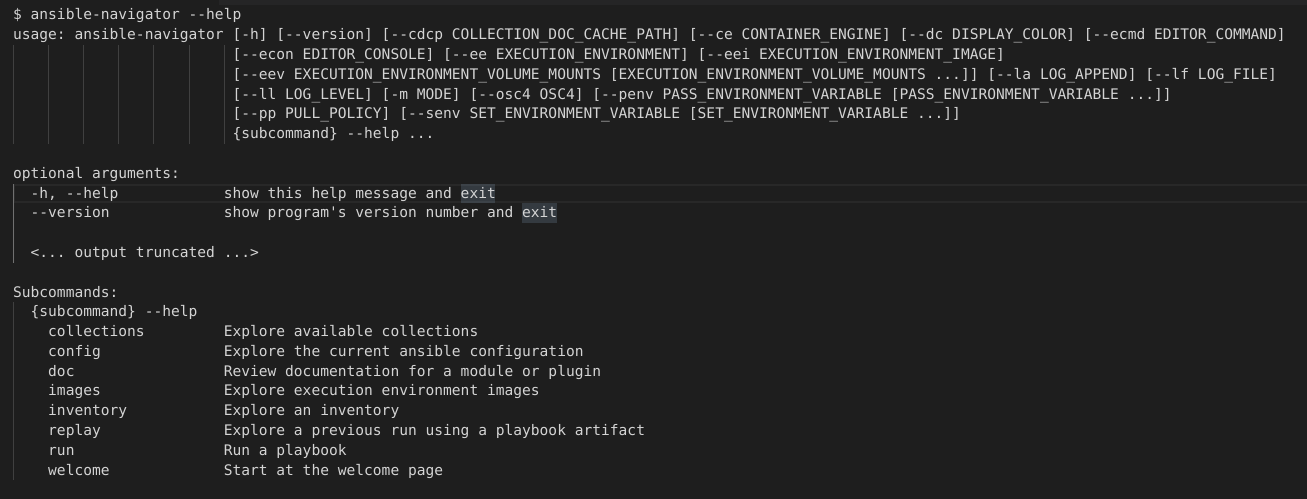 $ ansible-navigator --help
usage: ansible-navigator [-h] [--version] [--cdcp COLLECTION_DOC_CACHE_PATH] [--ce CONTAINER_ENGINE] [--dc DISPLAY_COLOR] [--ecmd EDITOR_COMMAND]
                         [--econ EDITOR_CONSOLE] [--ee EXECUTION_ENVIRONMENT] [--eei EXECUTION_ENVIRONMENT_IMAGE]
                         [--eev EXECUTION_ENVIRONMENT_VOLUME_MOUNTS [EXECUTION_ENVIRONMENT_VOLUME_MOUNTS ...]] [--la LOG_APPEND] [--lf LOG_FILE]
                         [--ll LOG_LEVEL] [-m MODE] [--osc4 OSC4] [--penv PASS_ENVIRONMENT_VARIABLE [PASS_ENVIRONMENT_VARIABLE ...]]
                         [--pp PULL_POLICY] [--senv SET_ENVIRONMENT_VARIABLE [SET_ENVIRONMENT_VARIABLE ...]]
                         {subcommand} --help ...

optional arguments:
  -h, --help            show this help message and exit
  --version             show program's version number and exit

  <... output truncated ...>

Subcommands:
  {subcommand} --help
    collections         Explore available collections
    config              Explore the current ansible configuration
    doc                 Review documentation for a module or plugin
    images              Explore execution environment images
    inventory           Explore an inventory
    replay              Explore a previous run using a playbook artifact
    run                 Run a playbook
    welcome             Start at the welcome page